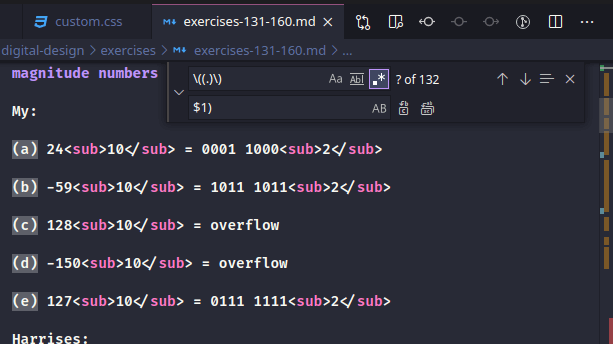 custom.css
exercises-131-160.md
digital-design > exercises > exercises-131-160.md > ...
magnitude numbers
\((.)\)
Aa
Abl
.*
? of 132
$1)
AB
My:
(a) 24<sub>10</sub> = 0001 1000<sub>2</sub>
(b) -59<sub>10</sub> = 1011 1011<sub>2</sub>
(c) 128<sub>10</sub> = overflow
(d) -150<sub>10</sub> = overflow
(e) 127<sub>10</sub> = 0111 1111<sub>2</sub>
Harrises: